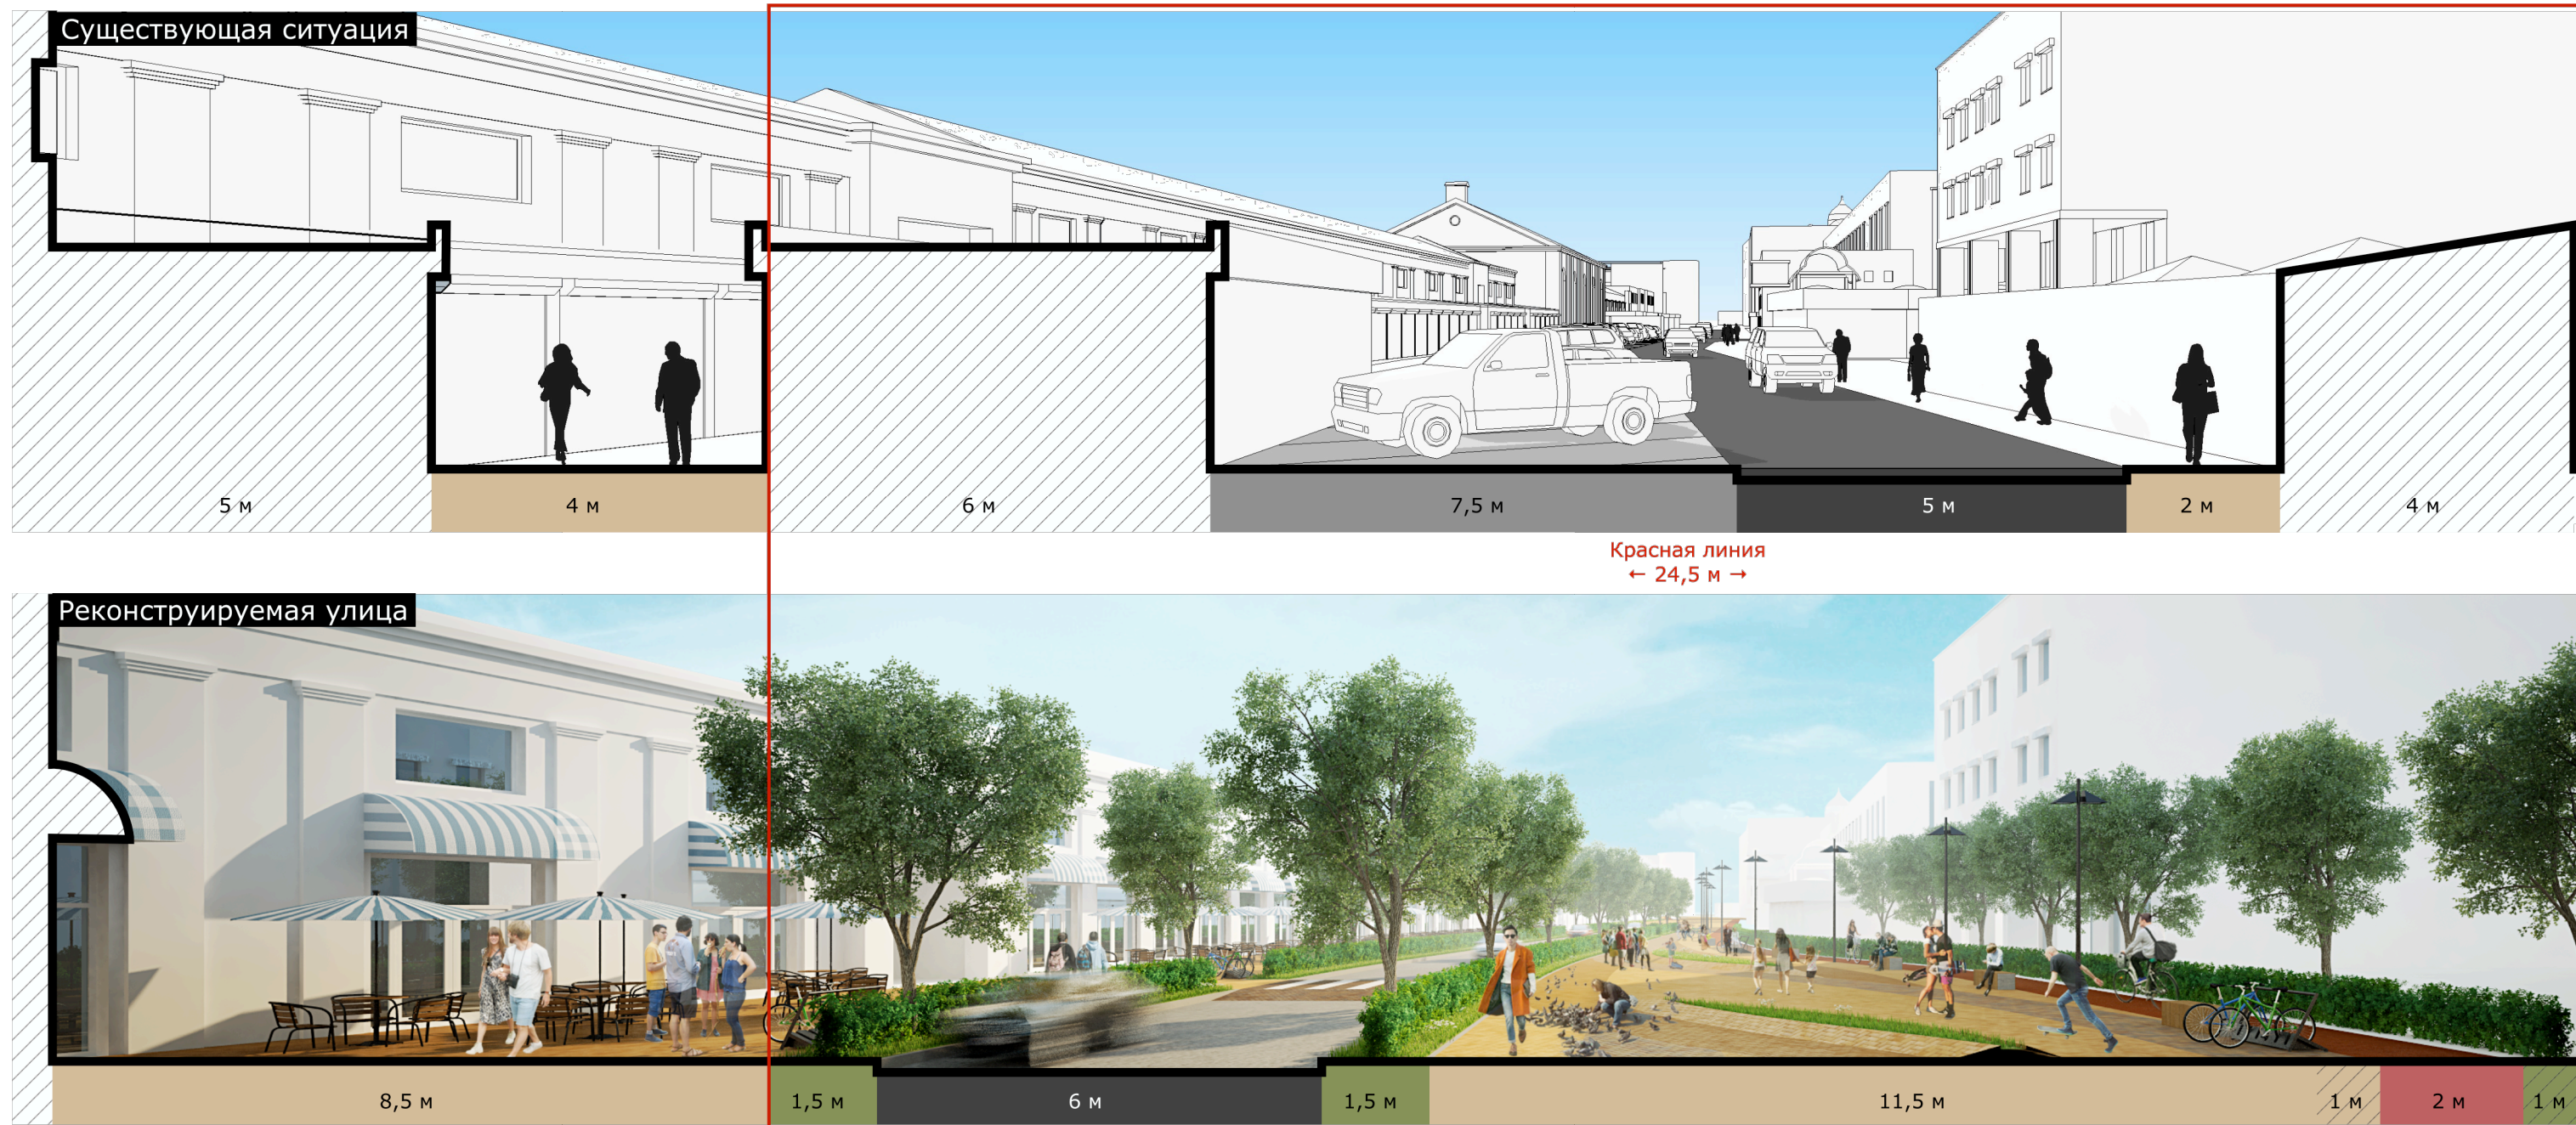 Существующая ситуация
5 м
4 м
6 м
7,5 м
5 м
2 м
4 м
Красная линия
← 24,5 м →
Реконструируемая улица
8,5 м
1,5 м
6 м
1,5 м
11,5 м
1 м
2 м
1 м